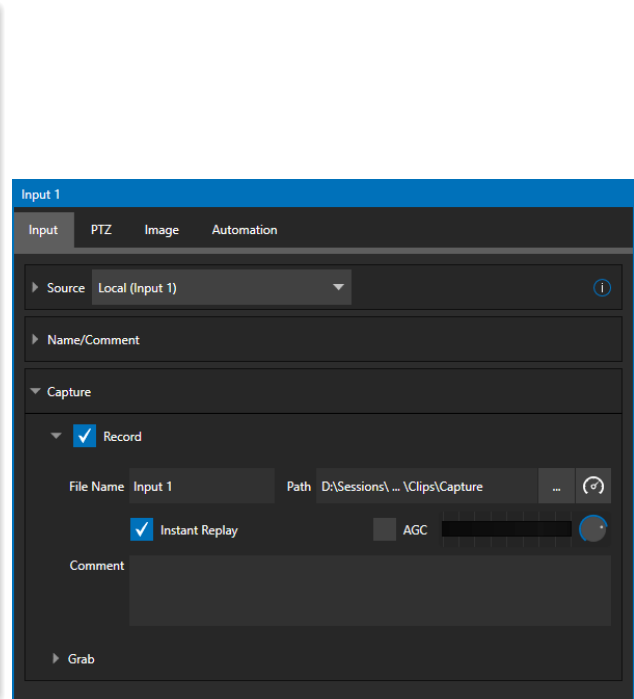 Input 1
Input PTZ Image Automation
Source Local (Input 1)
Name/Comment
Capture
Record
File Name Input 1 Path D:\Sessions\ ... \Clips\Capture ...
Instant Replay AGC
Comment
Grab